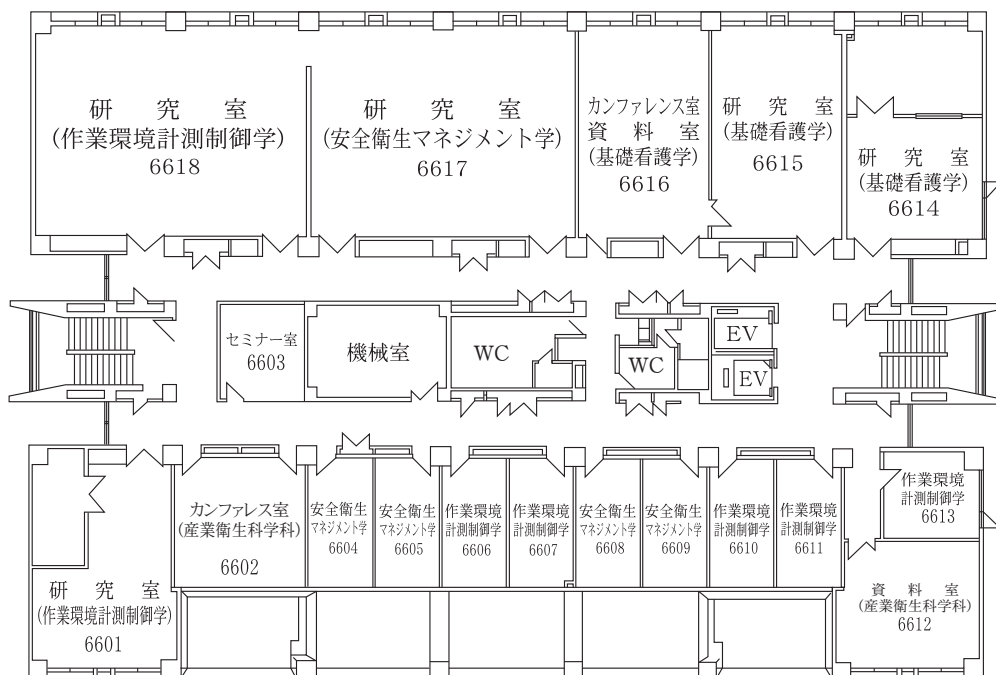 研究室
(作業環境計測制御学)
6618
研究室
(安全衛生マネジメント学)
6617
カンファレンス室
資料室
(基礎看護学)
6616
研究室
(基礎看護学)
6615
研究室
(基礎看護学)
6614
セミナー室
6603
機械室
WC
WC
EV
EV
研究室
(作業環境計測制御学)
6601
カンファレス室
(産業衛生科学科)
6602
安全衛生
マネジメント学
6604
安全衛生
マネジメント学
6605
作業環境
計測制御学
6606
作業環境
計測制御学
6607
安全衛生
マネジメント学
6608
安全衛生
マネジメント学
6609
作業環境
計測制御学
6610
作業環境
計測制御学
6611
作業環境
計測制御学
6613
資料室
(産業衛生科学科)
6612